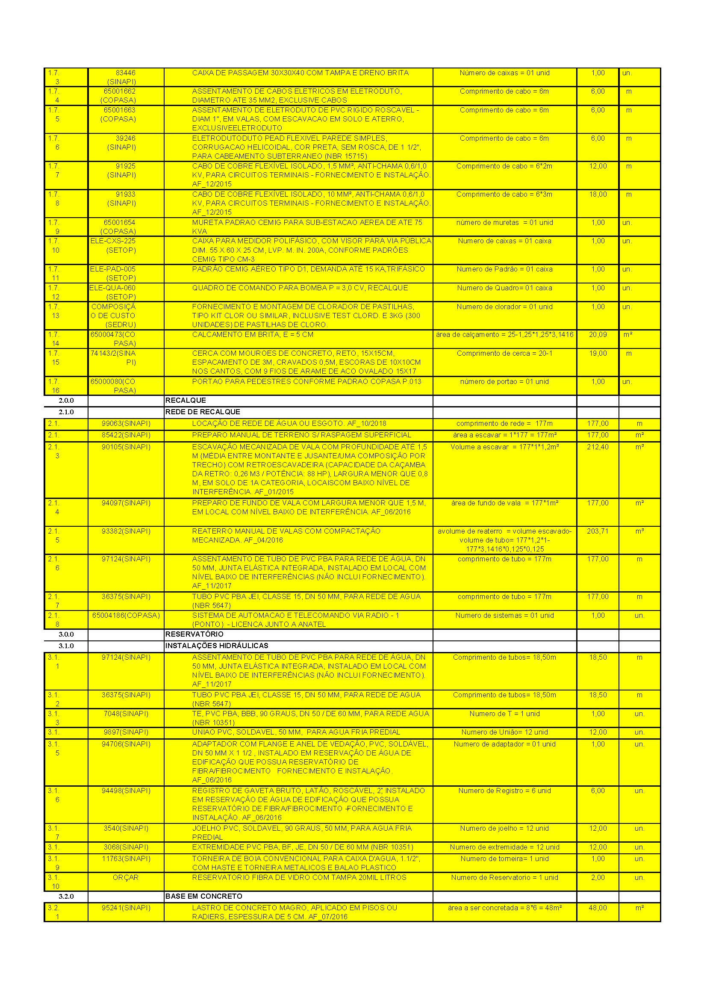 1.7. 83446 CAIXA DE PASSAGEM 30X30X40 COM TAMPA E DRENO BRITA Número de caixas = 01 unid 1,00 un.
3 (SINAPI)
1.7. 65001662 ASSENTAMENTO DE CABOS ELETRICOS EM ELETRODUTO, Comprimento de cabo = 6m 6,00 m
4 (COPASA) DIAMETRO ATE 35 MM2, EXCLUSIVE CABOS
1.7. 65001663 ASSENTAMENTO DE ELETRODUTO DE PVC RIGIDO ROSCAVEL - Comprimento de cabo = 6m 6,00 m
5 (COPASA) DIAM 1", EM VALAS, COM ESCAVACAO EM SOLO E ATERRO,
EXCLUSIVEELETRODUTO
1.7. 39246 ELETRODUTODUTO PEAD FLEXIVEL PAREDE SIMPLES, Comprimento de cabo = 6m 6,00 m
6 (SINAPI) CORRUGACAO HELICOIDAL, COR PRETA, SEM ROSCA, DE 1 1/2",
PARA CABEAMENTO SUBTERRANEO (NBR 15715)
1.7. 91925 CABO DE COBRE FLEXÍVEL ISOLADO, 1,5 MM², ANTI-CHAMA 0,6/1,0 Comprimento de cabo = 6*2m 12,00 m
7 (SINAPI) KV, PARA CIRCUITOS TERMINAIS - FORNECIMENTO E INSTALAÇÃO.
AF_12/2015
1.7. 91933 CABO DE COBRE FLEXÍVEL ISOLADO, 10 MM², ANTI-CHAMA 0,6/1,0 Comprimento de cabo = 6*3m 18,00 m
8 (SINAPI) KV, PARA CIRCUITOS TERMINAIS - FORNECIMENTO E INSTALAÇÃO.
AF_12/2015
1.7. 65001654 MURETA PADRAO CEMIG PARA SUB-ESTACAO AEREA DE ATE 75 nùmero de muretas = 01 unid 1,00 un.
9 (COPASA) KVA
1.7. ELE-CXS-225 CAIXA PARA MEDIDOR POLIFÁSICO, COM VISOR PARA VIA PÚBLICA Numero de caixas = 01 caixa 1,00 un.
10 (SETOP) DIM. 55 X 60 X 25 CM, LVP. M. IN. 200A, CONFORME PADRÕES
CEMIG TIPO CM-3
1.7. ELE-PAD-005 PADRÃO CEMIG AÉREO TIPO D1, DEMANDA ATÉ 15 KA,TRIFÁSICO Numero de Padrão = 01 caixa 1,00 un.
11 (SETOP)
1.7. ELE-QUA-060 QUADRO DE COMANDO PARA BOMBA P = 3,0 CV, RECALQUE Numero de Quadro= 01 caixa 1,00 un.
12 (SETOP)
1.7. COMPOSIÇÃ FORNECIMENTO E MONTAGEM DE CLORADOR DE PASTILHAS, Numero de clorador = 01 unid 1,00 un.
13 O DE CUSTO TIPO KIT CLOR OU SIMILAR, INCLUSIVE TEST CLORD. E 3KG (300
(SEDRU) UNIDADES) DE PASTILHAS DE CLORO.
1.7. 65000473(CO CALCAMENTO EM BRITA, E = 5 CM àrea de calçamento = 25-1,25*1,25*3,1416 20,09 m²
14 PASA)
1.7. 74143/2(SINA CERCA COM MOUROES DE CONCRETO, RETO, 15X15CM, Comprimento de cerca = 20-1 19,00 m
15 PI) ESPACAMENTO DE 3M, CRAVADOS 0,5M, ESCORAS DE 10X10CM
NOS CANTOS, COM 9 FIOS DE ARAME DE ACO OVALADO 15X17
1.7. 65000080(CO PORTAO PARA PEDESTRES CONFORME PADRAO COPASA P.013 número de portao = 01 unid 1,00 un.
16 PASA)
2.0.0 RECALQUE
2.1.0 REDE DE RECALQUE
2.1. 99063(SINAPI) LOCAÇÃO DE REDE DE ÁGUA OU ESGOTO. AF_10/2018 comprimento de rede = 177m 177,00 m
2.1. 85422(SINAPI) PREPARO MANUAL DE TERRENO S/ RASPAGEM SUPERFICIAL àrea a escavar = 1*177 = 177m² 177,00 m²
2.1. 90105(SINAPI) ESCAVAÇÃO MECANIZADA DE VALA COM PROFUNDIDADE ATÉ 1,5 Volume a escavar = 177*1*1,2m³ 212,40 m³
3 M (MÉDIA ENTRE MONTANTE E JUSANTE/UMA COMPOSIÇÃO POR
TRECHO) COM RETROESCAVADEIRA (CAPACIDADE DA CAÇAMBA
DA RETRO: 0,26 M3 / POTÊNCIA: 88 HP), LARGURA MENOR QUE 0,8
M, EM SOLO DE 1A CATEGORIA, LOCAISCOM BAIXO NÍVEL DE
INTERFERÊNCIA. AF_01/2015
2.1. 94097(SINAPI) PREPARO DE FUNDO DE VALA COM LARGURA MENOR QUE 1,5 M, àrea de fundo de vala = 177*1m² 177,00 m²
4 EM LOCAL COM NÍVEL BAIXO DE INTERFERÊNCIA. AF_06/2016
2.1. 93382(SINAPI) REATERRO MANUAL DE VALAS COM COMPACTAÇÃO avolume de reaterro = volume escavado- 203,71 m³
5 MECANIZADA. AF_04/2016 volume de tubo= 177*1,2*1-
177*3,1416*0,125*0,125
2.1. 97124(SINAPI) ASSENTAMENTO DE TUBO DE PVC PBA PARA REDE DE ÁGUA, DN comprimento de tubo = 177m 177,00 m
6 50 MM, JUNTA ELÁSTICA INTEGRADA, INSTALADO EM LOCAL COM
NÍVEL BAIXO DE INTERFERÊNCIAS (NÃO INCLUI FORNECIMENTO).
AF_11/2017
2.1. 36375(SINAPI) TUBO PVC PBA JEI, CLASSE 15, DN 50 MM, PARA REDE DE AGUA comprimento de tubo = 177m 177,00 m
7 (NBR 5647)
2.1. 65004186(COPASA) SISTEMA DE AUTOMACAO E TELECOMANDO VIA RADIO - 1 Numero de sistemas = 01 unid 1,00 un.
8 (PONTO) - LICENCA JUNTO A ANATEL
3.0.0 RESERVATÓRIO
3.1.0 INSTALAÇÕES HIDRÁULICAS
3.1. 97124(SINAPI) ASSENTAMENTO DE TUBO DE PVC PBA PARA REDE DE ÁGUA, DN Comprimento de tubos= 18,50m 18,50 m
1 50 MM, JUNTA ELÁSTICA INTEGRADA, INSTALADO EM LOCAL COM
NÍVEL BAIXO DE INTERFERÊNCIAS (NÃO INCLUI FORNECIMENTO).
AF_11/2017
3.1. 36375(SINAPI) TUBO PVC PBA JEI, CLASSE 15, DN 50 MM, PARA REDE DE AGUA Comprimento de tubos= 18,50m 18,50 m
2 (NBR 5647)
3.1. 7048(SINAPI) TE, PVC PBA, BBB, 90 GRAUS, DN 50 / DE 60 MM, PARA REDE AGUA Numero de T = 1 unid 1,00 un.
3 (NBR 10351)
3.1. 9897(SINAPI) UNIAO PVC, SOLDAVEL, 50 MM, PARA AGUA FRIA PREDIAL Numero de União= 12 unid 12,00 un.
3.1. 94706(SINAPI) ADAPTADOR COM FLANGE E ANEL DE VEDAÇÃO, PVC, SOLDÁVEL, Numero de adaptador = 01 unid 1,00 un.
5 DN 50 MM X 1 1/2 , INSTALADO EM RESERVAÇÃO DE ÁGUA DE
EDIFICAÇÃO QUE POSSUA RESERVATÓRIO DE
FIBRA/FIBROCIMENTO FORNECIMENTO E INSTALAÇÃO.
AF_06/2016
3.1. 94498(SINAPI) REGISTRO DE GAVETA BRUTO, LATÃO, ROSCÁVEL, 2", INSTALADO Numero de Registro = 6 unid 6,00 un.
6 EM RESERVAÇÃO DE ÁGUA DE EDIFICAÇÃO QUE POSSUA
RESERVATÓRIO DE FIBRA/FIBROCIMENTO –FORNECIMENTO E
INSTALAÇÃO. AF_06/2016
3.1. 3540(SINAPI) JOELHO PVC, SOLDAVEL, 90 GRAUS, 50 MM, PARA AGUA FRIA Numero de joelho = 12 unid 12,00 un.
7 PREDIAL
3.1. 3068(SINAPI) EXTREMIDADE PVC PBA, BF, JE, DN 50 / DE 60 MM (NBR 10351) Numero de extremidade = 12 unid 12,00 un.
3.1. 11763(SINAPI) TORNEIRA DE BOIA CONVENCIONAL PARA CAIXA D'AGUA, 1.1/2", Numero de torneira= 1 unid 1,00 un.
9 COM HASTE E TORNEIRA METALICOS E BALAO PLASTICO
3.1. ORÇAR RESERVATORIO FIBRA DE VIDRO COM TAMPA 20MIL LITROS Numero de Reservatorio = 1 unid 2,00 un.
10
3.2.0 BASE EM CONCRETO
3.2. 95241(SINAPI) LASTRO DE CONCRETO MAGRO, APLICADO EM PISOS OU àrea a ser concretada = 8*6 = 48m² 48,00 m²
1 RADIERS, ESPESSURA DE 5 CM. AF_07/2016